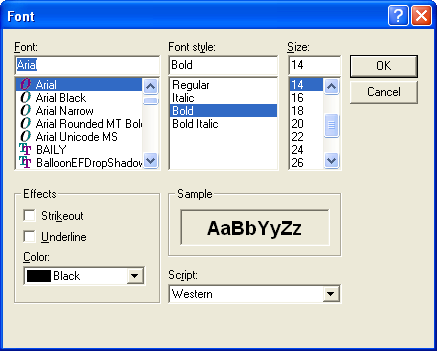 Font
Font: Font style: Size:
Arial Bold 14 OK
Arial Regular 14 Cancel
Arial Black Italic 16
Arial Narrow Bold 18
Arial Rounded MT Bol Bold Italic 20
Arial Unicode MS 22
BAILY 24
BalloonEFDropShadow 26
Effects Sample
Strikeout AaBbYyZz
Underline
Color:
Black
Script:
Western